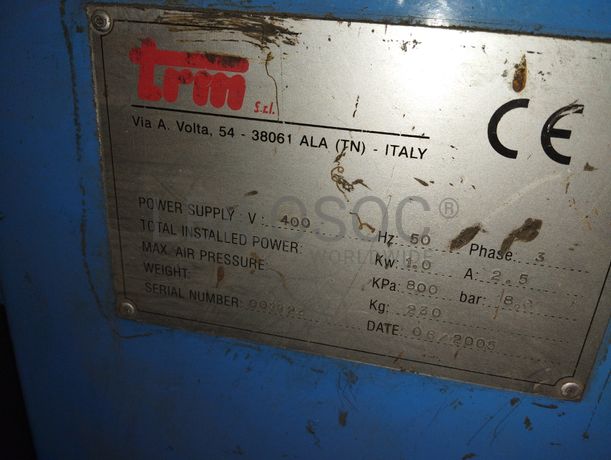 trm
S.r.l.
Via A. Volta, 54 - 38061 ALA (TN) - ITALY
CE
POWER SUPPLY V: 400 Hz: 50 Phase: 3
TOTAL INSTALLED POWER: Kw: 1.0 A: 2.5
MAX. AIR PRESSURE: KPa: 800 bar: 8.0
WEIGHT: Kg:
SERIAL NUMBER: DATE: 06/2005
OSOC®
WORLDWIDE